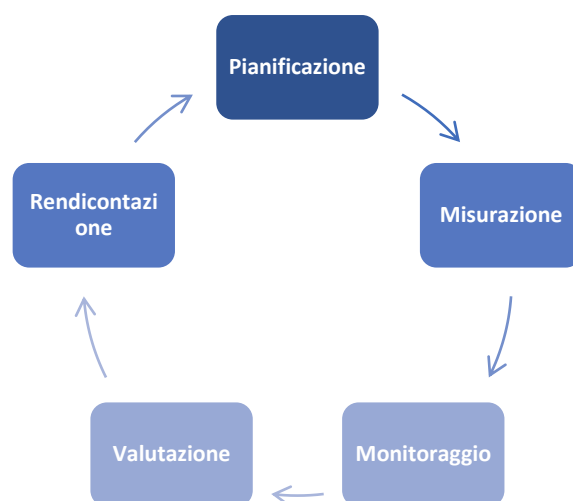 Pianificazione
Misurazione
Monitoraggio
Valutazione
Rendicontazi
one